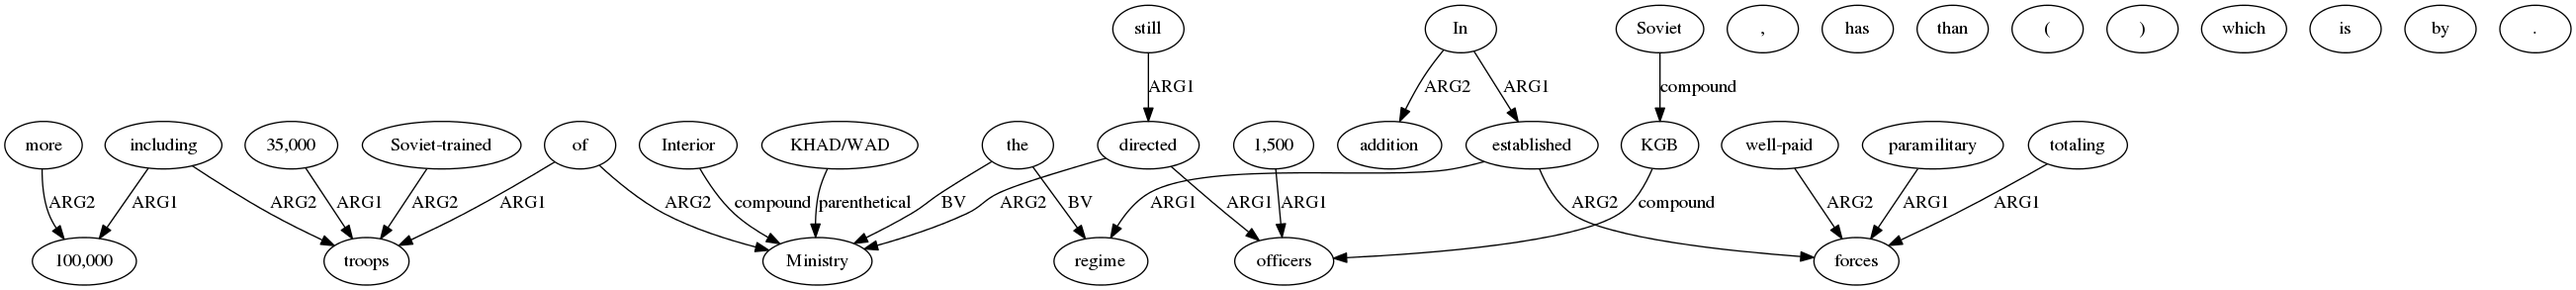 still In Soviet , has than ( ) which is by .
ARG1 ARG2 ARG1 compound
more including 35,000 Soviet-trained of Interior KHAD/WAD the directed 1,500 addition established KGB well-paid paramilitary totaling
ARG2 ARG1 ARG2 ARG1 ARG2 ARG1 ARG2 compound parenthetical BV BV ARG2 ARG1 ARG1 ARG1 ARG2 compound ARG2 ARG1 ARG1
100,000 troops Ministry regime officers forces